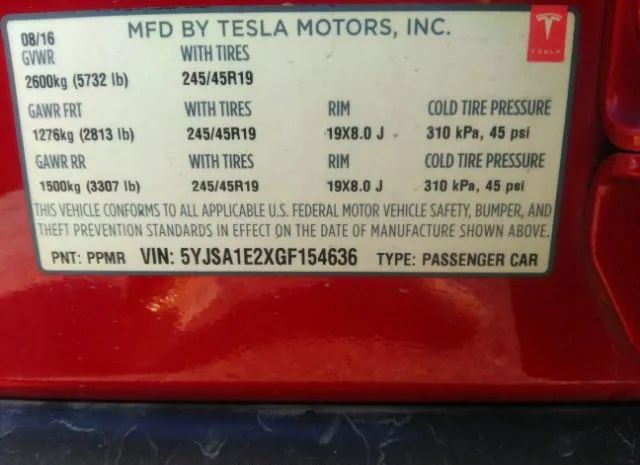 08/16 MFD BY TESLA MOTORS, INC. TESLA
GVWR WITH TIRES
2600kg (5732 lb) 245/45R19
GAWR FRT WITH TIRES RIM COLD TIRE PRESSURE
1276kg (2813 lb) 245/45R19 19X8.0 J 310 kPa, 45 psi
GAWR RR WITH TIRES RIM COLD TIRE PRESSURE
1500kg (3307 lb) 245/45R19 19X8.0 J 310 kPa, 45 psi
THIS VEHICLE CONFORMS TO ALL APPLICABLE U.S. FEDERAL MOTOR VEHICLE SAFETY, BUMPER, AND
THEFT PREVENTION STANDARDS IN EFFECT ON THE DATE OF MANUFACTURE SHOWN ABOVE.
PNT: PPMR VIN: 5YJSA1E2XGF154636 TYPE: PASSENGER CAR